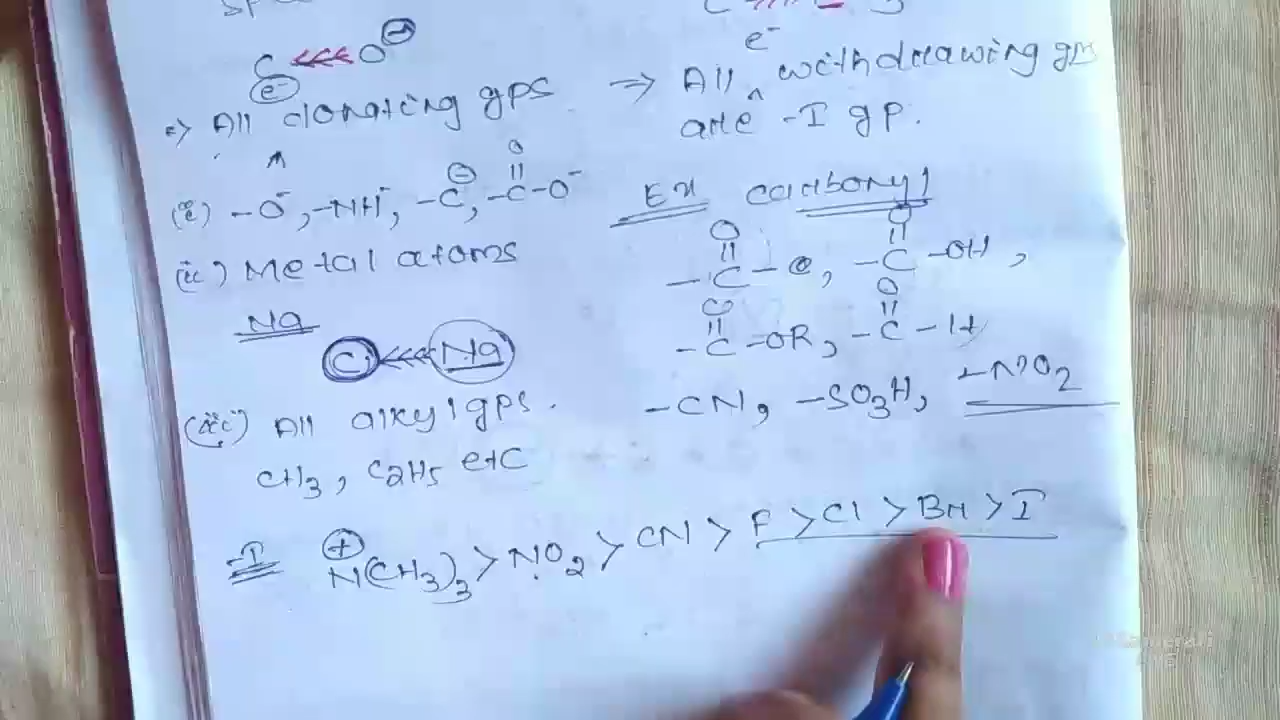 C <<< O⊖
e⁻
=> All donating gps
(i) -O⁻, -NH⁻, -C⊖, -C(=O)-O⁻
(ii) Metal atoms
Na
C <<< Na
(iii) All alkyl gps.
CH3, C2H5 etc
e⁻
=> All ^ withdrawing gps
are -I gp.
Ex carbonyl
-C(=O)-, -C(=O)-OH,
-C(=O)-OR, -C(=O)-H
-CN, -SO3H, -NO2
-I ⊕N(CH3)3 > NO2 > CN > F > Cl > Br > I